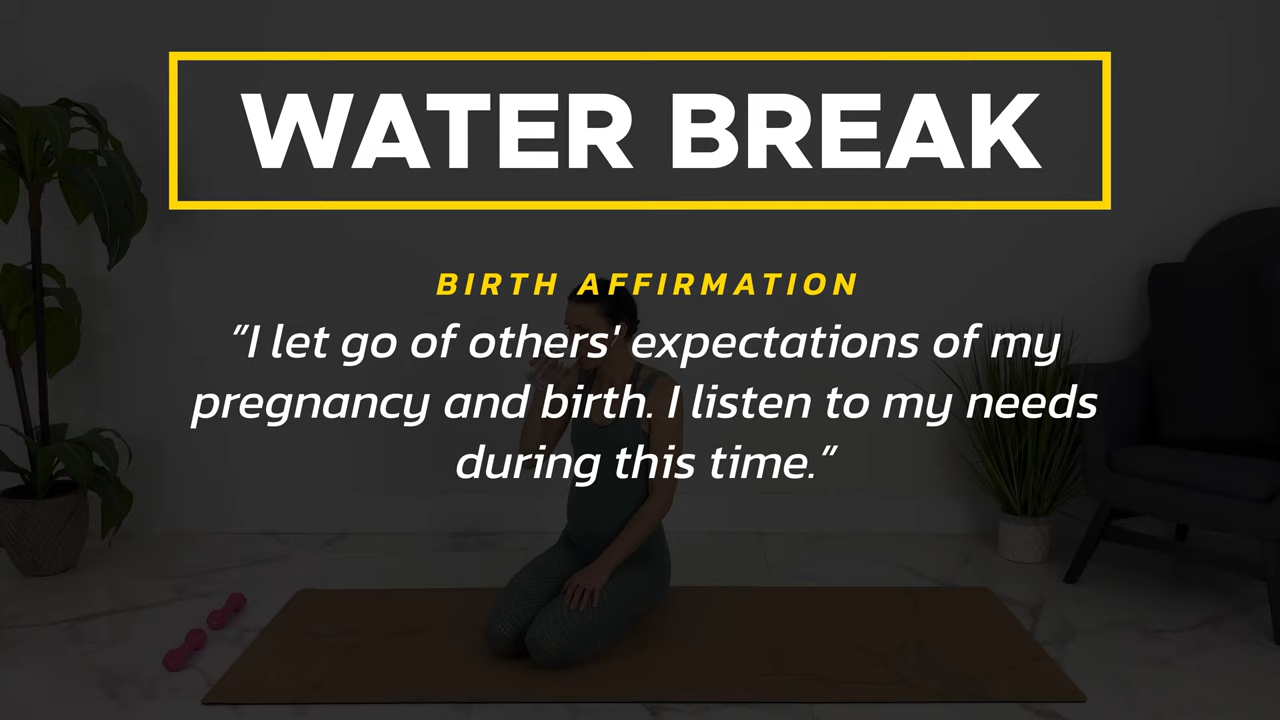 WATER BREAK
BIRTH AFFIRMATION
"I let go of others' expectations of my
pregnancy and birth. I listen to my needs
during this time."